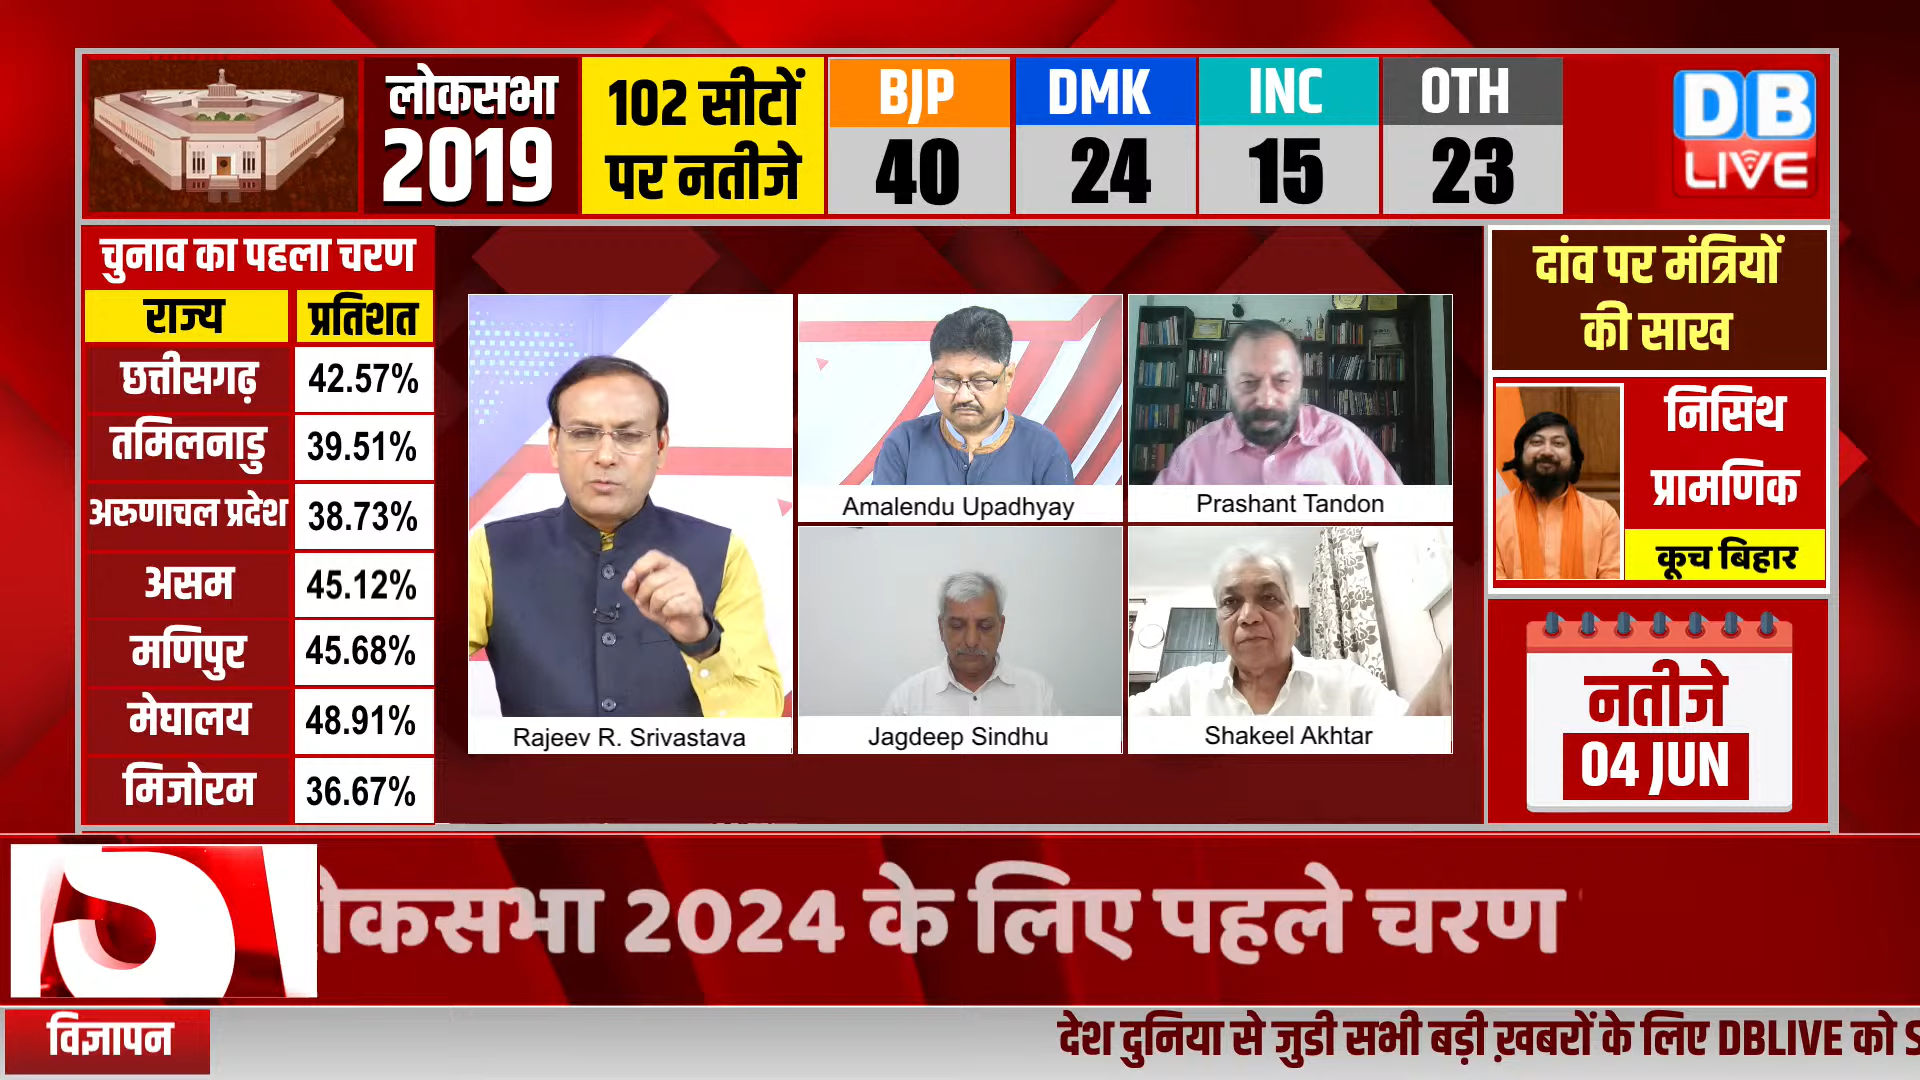 लोकसभा
2019
102 सीटों
पर नतीजे
BJP
40
DMK
24
INC
15
OTH
23
DB
LIVE
चुनाव का पहला चरण
राज्य प्रतिशत
छत्तीसगढ़ 42.57%
तमिलनाडु 39.51%
अरुणाचल प्रदेश 38.73%
असम 45.12%
मणिपुर 45.68%
मेघालय 48.91%
मिजोरम 36.67%
Rajeev R. Srivastava
Amalendu Upadhyay
Prashant Tandon
Jagdeep Sindhu
Shakeel Akhtar
दांव पर मंत्रियों
की साख
निसिथ
प्रामणिक
कूच बिहार
नतीजे
04 JUN
ोकसभा 2024 के लिए पहले चरण
विज्ञापन
देश दुनिया से जुडी सभी बड़ी ख़बरों के लिए DBLIVE को S